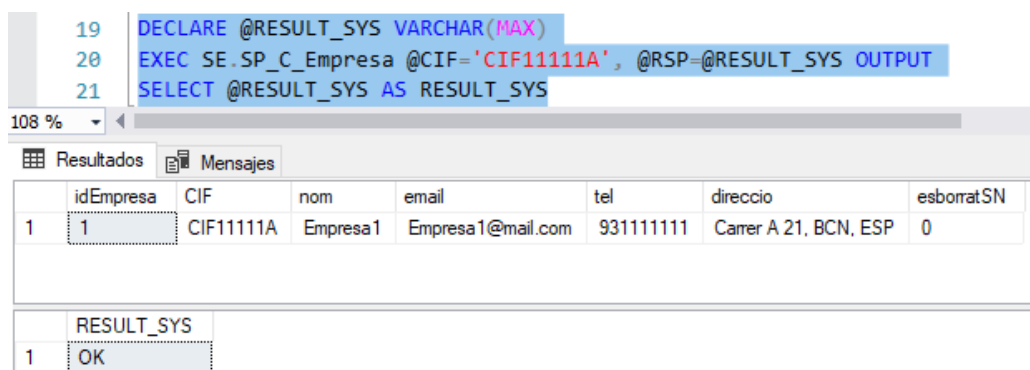 19 DECLARE @RESULT_SYS VARCHAR(MAX)
20 EXEC SE.SP_C_Empresa @CIF='CIF11111A', @RSP=@RESULT_SYS OUTPUT
21 SELECT @RESULT_SYS AS RESULT_SYS
108 %
Resultados Mensajes
idEmpresa CIF nom email tel direccio esborratSN
1 1 CIF11111A Empresa1 Empresa1@mail.com 931111111 Carrer A 21, BCN, ESP 0
RESULT_SYS
1 OK